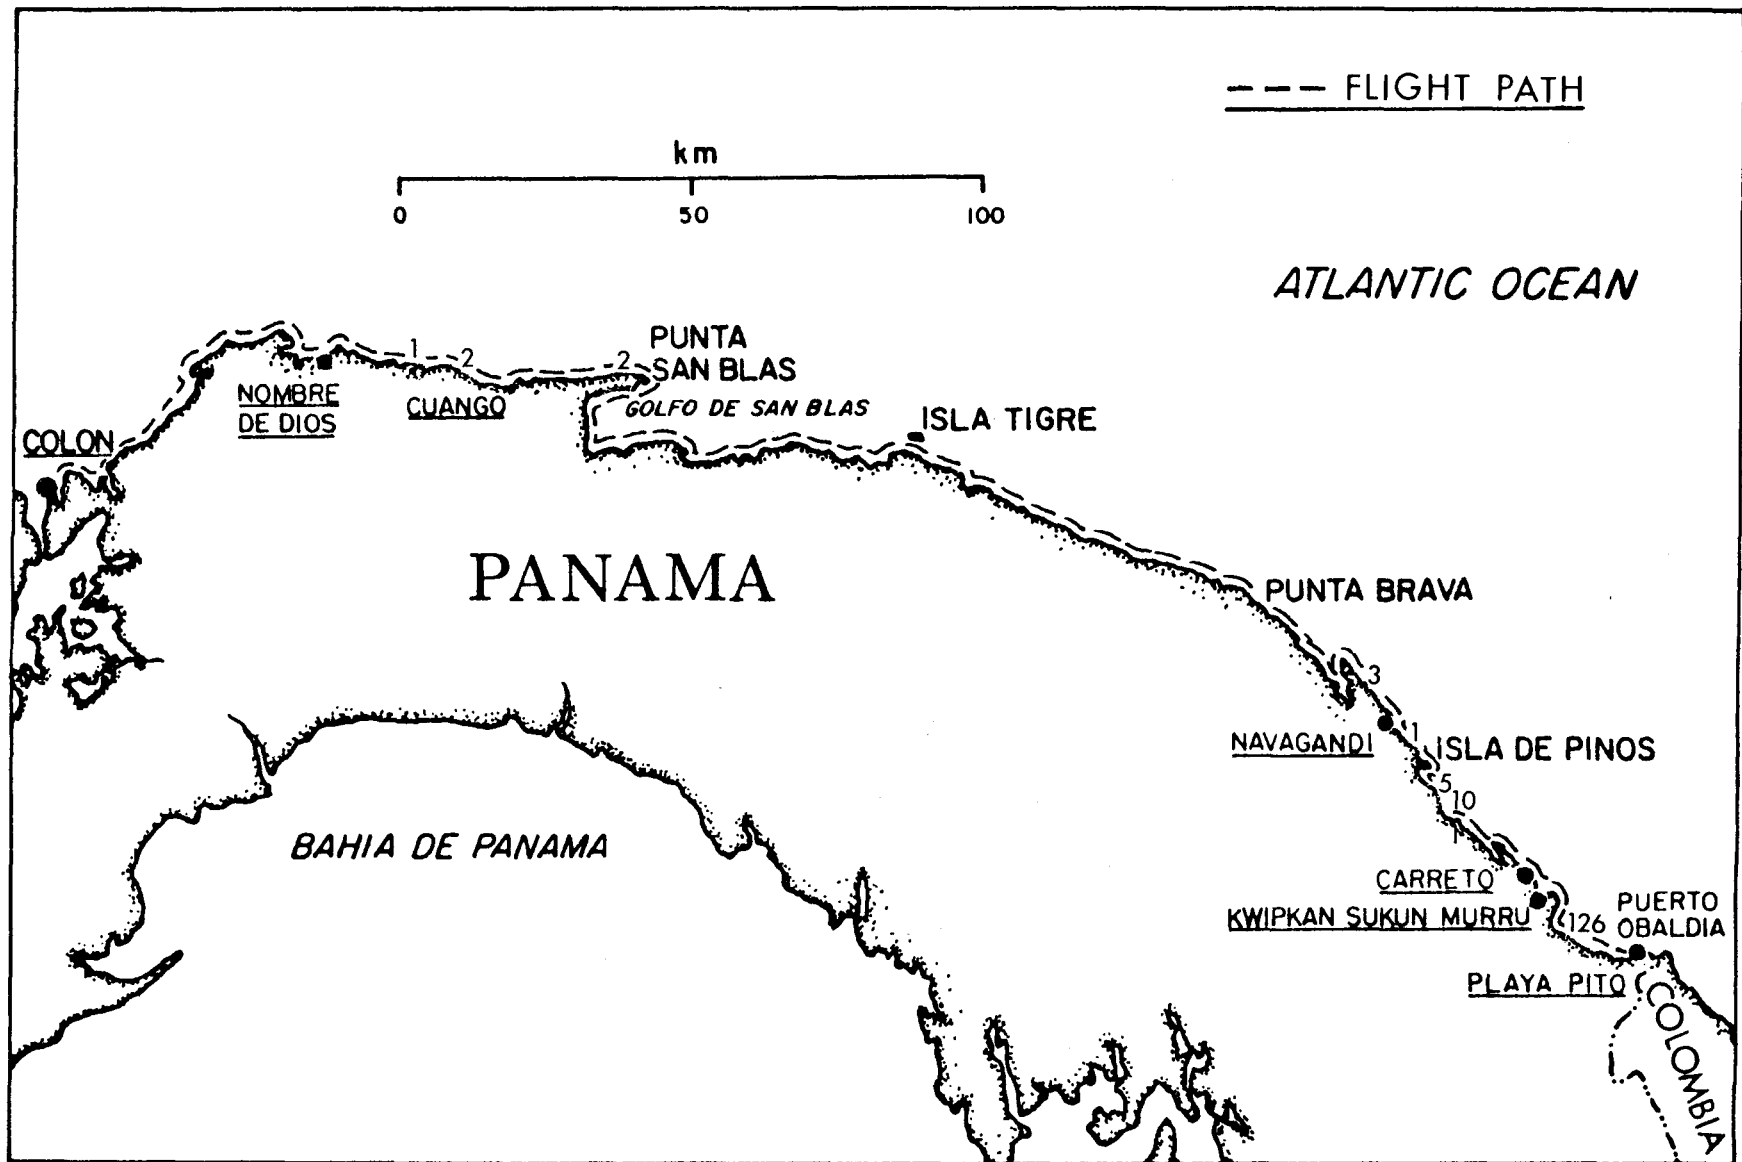 --- FLIGHT PATH
km
0 50 100
ATLANTIC OCEAN
PUNTA
SAN BLAS
1 2 2
NOMBRE
DE DIOS
CUANGO
GOLFO DE SAN BLAS
ISLA TIGRE
COLON
PANAMA
PUNTA BRAVA
3
NAVAGANDI
1
ISLA DE PINOS
5
10
1
BAHIA DE PANAMA
CARRETO
KWIPKAN SUKUN MURRU
126
PUERTO
OBALDIA
PLAYA PITO
COLOMBIA